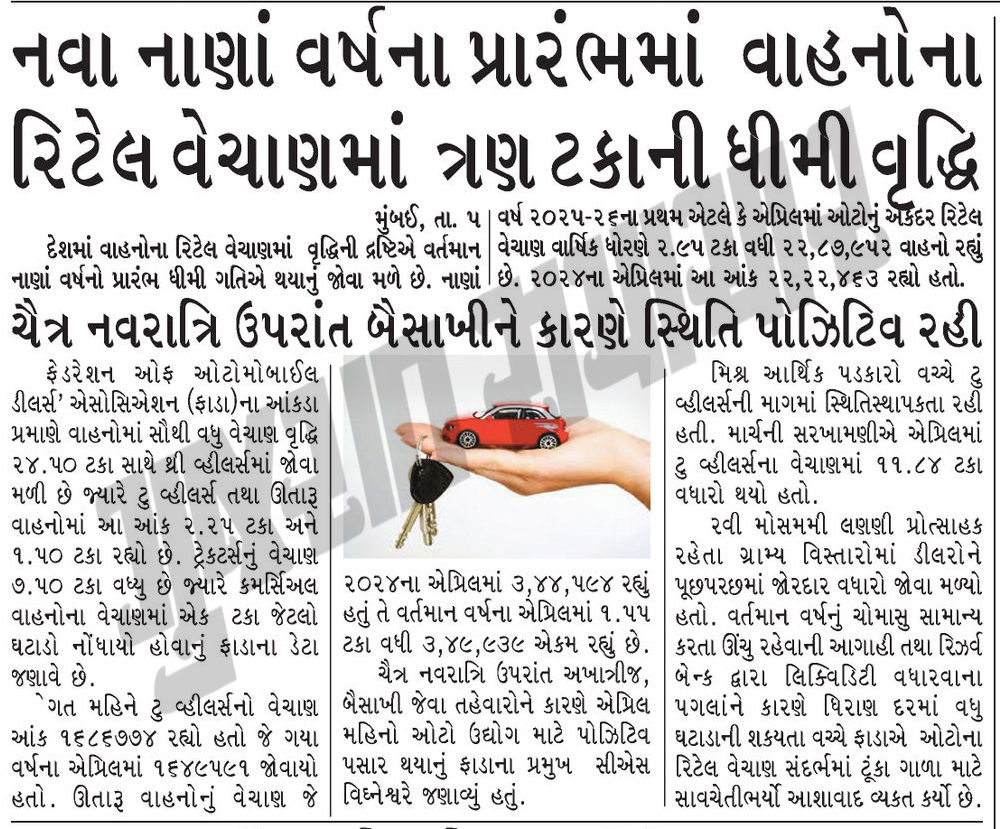 નવા નાણાં વર્ષના પ્રારંભમાં વાહનોના
રિટેલ વેચાણમાં ત્રણ ટકાની ધીમી વૃદ્ધિ
મુંબઈ, તા. ૫
દેશમાં વાહનોના રિટેલ વેચાણમાં વૃદ્ધિની દ્રષ્ટિએ વર્તમાન
નાણાં વર્ષનો પ્રારંભ ધીમી ગતિએ થયાનું જોવા મળે છે. નાણાં
વર્ષ ૨૦૨૫-૨૬ના પ્રથમ એટલે કે એપ્રિલમાં ઓટોનું એકંદર રિટેલ
વેચાણ વાર્ષિક ધોરણે ૨.૯૫ ટકા વધી ૨૨,૮૭,૯૫૨ વાહનો રહ્યું
છે. ૨૦૨૪ના એપ્રિલમાં આ આંક ૨૨,૨૨,૪૬૩ રહ્યો હતો.
ચૈત્ર નવરાત્રિ ઉપરાંત બૈસાખીને કારણે સ્થિતિ પોઝિટિવ રહી
ફેડરેશન ઓફ ઓટોમોબાઈલ
ડીલર્સ' એસોસિએશન (ફાડા)ના આંકડા
પ્રમાણે વાહનોમાં સૌથી વધુ વેચાણ વૃદ્ધિ
૨૪.૫૦ ટકા સાથે થ્રી વ્હીલર્સમાં જોવા
મળી છે જ્યારે ટુ વ્હીલર્સ તથા ઊતારૂ
વાહનોમાં આ આંક ૨.૨૫ ટકા અને
૧.૫૦ ટકા રહ્યો છે. ટ્રેકટર્સનું વેચાણ
૭.૫૦ ટકા વધ્યુ છે જ્યારે કમર્સિઅલ
વાહનોના વેચાણમાં એક ટકા જેટલો
ઘટાડો નોંધાયો હોવાનું ફાડાના ડેટા
જણાવે છે.
ગત મહિને ટુ વ્હીલર્સનો વેચાણ
આંક ૧૬૮૬૭૭૪ રહ્યો હતો જે ગયા
વર્ષના એપ્રિલમાં ૧૬૪૯૫૯૧ જોવાયો
હતો. ઊતારૂ વાહનોનું વેચાણ જે
૨૦૨૪ના એપ્રિલમાં ૩,૪૪,૫૯૪ રહ્યું
હતું તે વર્તમાન વર્ષના એપ્રિલમાં ૧.૫૫
ટકા વધી ૩,૪૯,૯૩૯ એકમ રહ્યું છે.
ચૈત્ર નવરાત્રિ ઉપરાંત અખાત્રીજ,
બૈસાખી જેવા તહેવારોને કારણે એપ્રિલ
મહિનો ઓટો ઉદ્યોગ માટે પોઝિટિવ
પસાર થયાનું ફાડાના પ્રમુખ સીએસ
વિઘ્નેશ્વરે જણાવ્યું હતું.
મિશ્ર આર્થિક પડકારો વચ્ચે ટુ
વ્હીલર્સની માગમાં સ્થિતિસ્થાપકતા રહી
હતી. માર્ચની સરખામણીએ એપ્રિલમાં
ટુ વ્હીલર્સના વેચાણમાં ૧૧.૮૪ ટકા
વધારો થયો હતો.
રવી મોસમમી લણણી પ્રોત્સાહક
રહેતા ગ્રામ્ય વિસ્તારોમાં ડીલરોને
પૂછપરછમાં જોરદાર વધારો જોવા મળ્યો
હતો. વર્તમાન વર્ષનું ચોમાસુ સામાન્ય
કરતા ઊંચુ રહેવાની આગાહી તથા રિઝર્વ
બેન્ક દ્વારા લિક્વિડિટી વધારવાના
પગલાંને કારણે ધિરાણ દરમાં વધુ
ઘટાડાની શકયતા વચ્ચે ફાડાએ ઓટોના
રિટેલ વેચાણ સંદર્ભમાં ટૂંકા ગાળા માટે
સાવચેતીભર્યો આશાવાદ વ્યકત કર્યો છે.
ગુજરાત સમાચાર